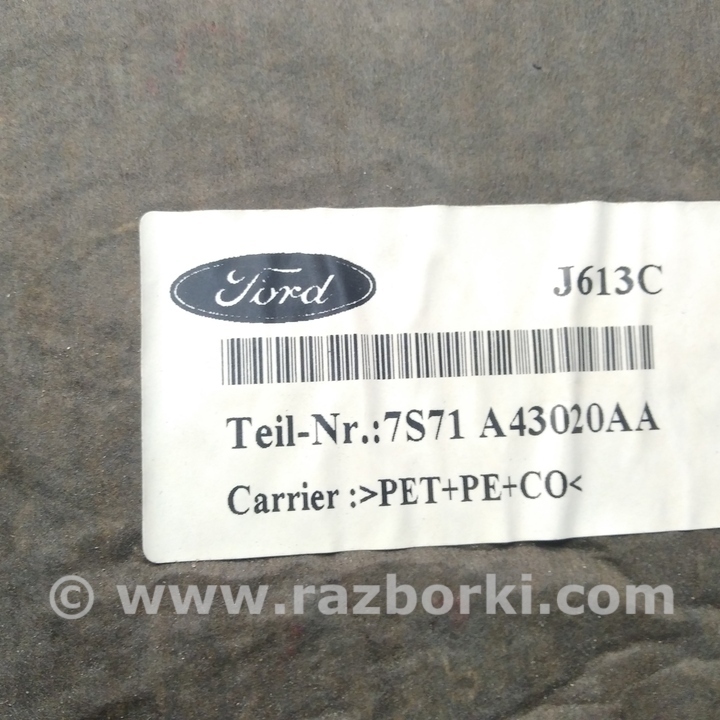 Ford
J613C
Teil-Nr.:7S71 A43020AA
Carrier :>PET+PE+CO<
© www.razborki.com